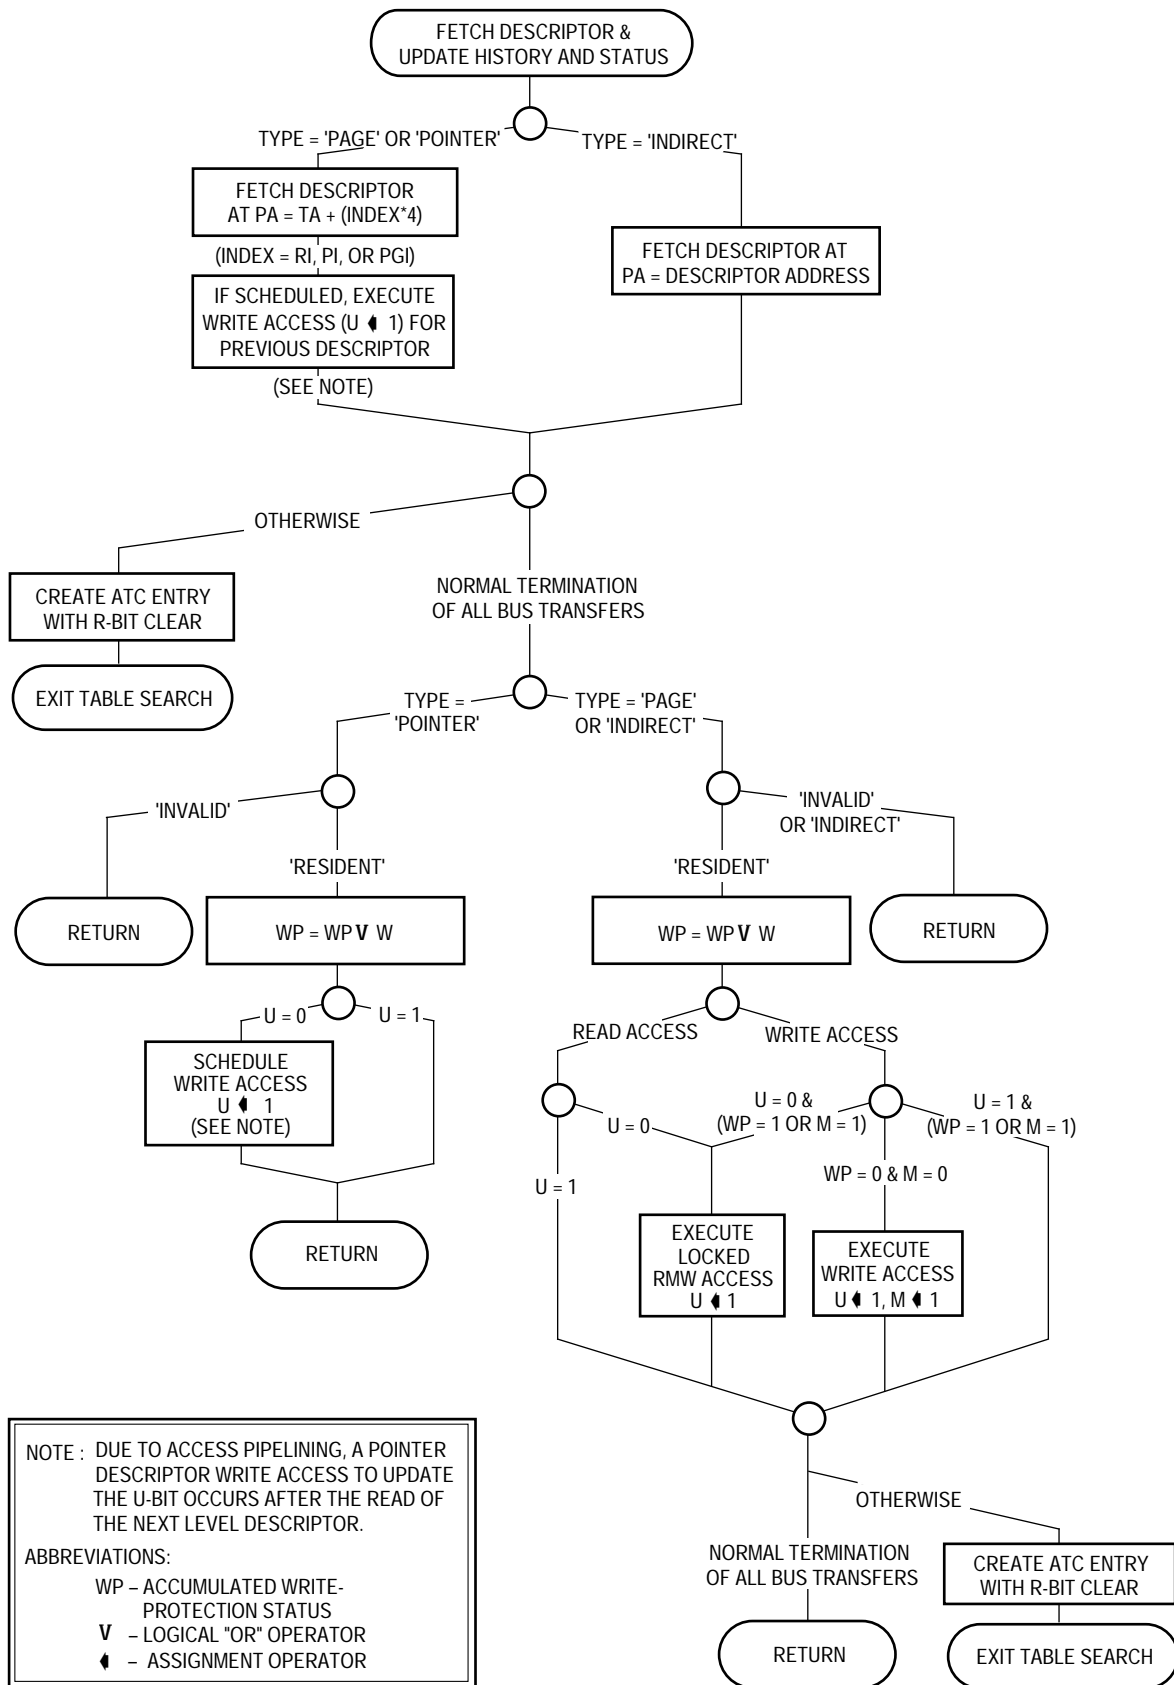 FETCH DESCRIPTOR &
UPDATE HISTORY AND STATUS
TYPE = 'PAGE' OR 'POINTER'
TYPE = 'INDIRECT'
FETCH DESCRIPTOR
AT PA = TA + (INDEX*4)
(INDEX = RI, PI, OR PGI)
FETCH DESCRIPTOR AT
PA = DESCRIPTOR ADDRESS
IF SCHEDULED, EXECUTE
WRITE ACCESS (U ⬖ 1) FOR
PREVIOUS DESCRIPTOR
(SEE NOTE)
OTHERWISE
NORMAL TERMINATION
OF ALL BUS TRANSFERS
CREATE ATC ENTRY
WITH R-BIT CLEAR
EXIT TABLE SEARCH
TYPE =
'POINTER'
TYPE = 'PAGE'
OR 'INDIRECT'
'INVALID'
'RESIDENT'
'RESIDENT'
'INVALID'
OR 'INDIRECT'
RETURN
WP = WP V W
WP = WP V W
RETURN
U = 0
U = 1
READ ACCESS
WRITE ACCESS
SCHEDULE
WRITE ACCESS
U ⬖ 1
(SEE NOTE)
RETURN
U = 1
U = 0
U = 0 &
(WP = 1 OR M = 1)
WP = 0 & M = 0
U = 1 &
(WP = 1 OR M = 1)
EXECUTE
LOCKED
RMW ACCESS
U ⬖ 1
EXECUTE
WRITE ACCESS
U ⬖ 1, M ⬖ 1
NOTE : DUE TO ACCESS PIPELINING, A POINTER
DESCRIPTOR WRITE ACCESS TO UPDATE
THE U-BIT OCCURS AFTER THE READ OF
THE NEXT LEVEL DESCRIPTOR.
ABBREVIATIONS:
WP – ACCUMULATED WRITE-
PROTECTION STATUS
V – LOGICAL "OR" OPERATOR
⬖ – ASSIGNMENT OPERATOR
OTHERWISE
NORMAL TERMINATION
OF ALL BUS TRANSFERS
CREATE ATC ENTRY
WITH R-BIT CLEAR
RETURN
EXIT TABLE SEARCH